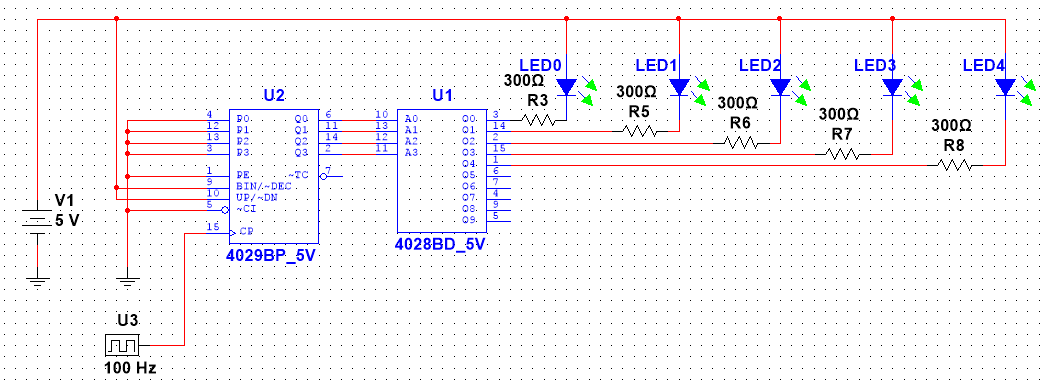 LED0
LED1
LED2
LED3
LED4
300Ω
R3
300Ω
R5
300Ω
R6
300Ω
R7
300Ω
R8
U2
U1
4 P0 Q0 6
12 P1 Q1 11
13 P2 Q2 14
3 P3 Q3 2
1 PE ~TC 7
9 BIN/~DEC
10 UP/~DN
5 ~CI
15 CP
4029BP_5V
10 A0 O0 3
13 A1 O1 14
12 A2 O2 2
11 A3 O3 15
O4 1
O5 6
O6 7
O7 4
O8 9
O9 5
4028BD_5V
V1
5 V
U3
100 Hz